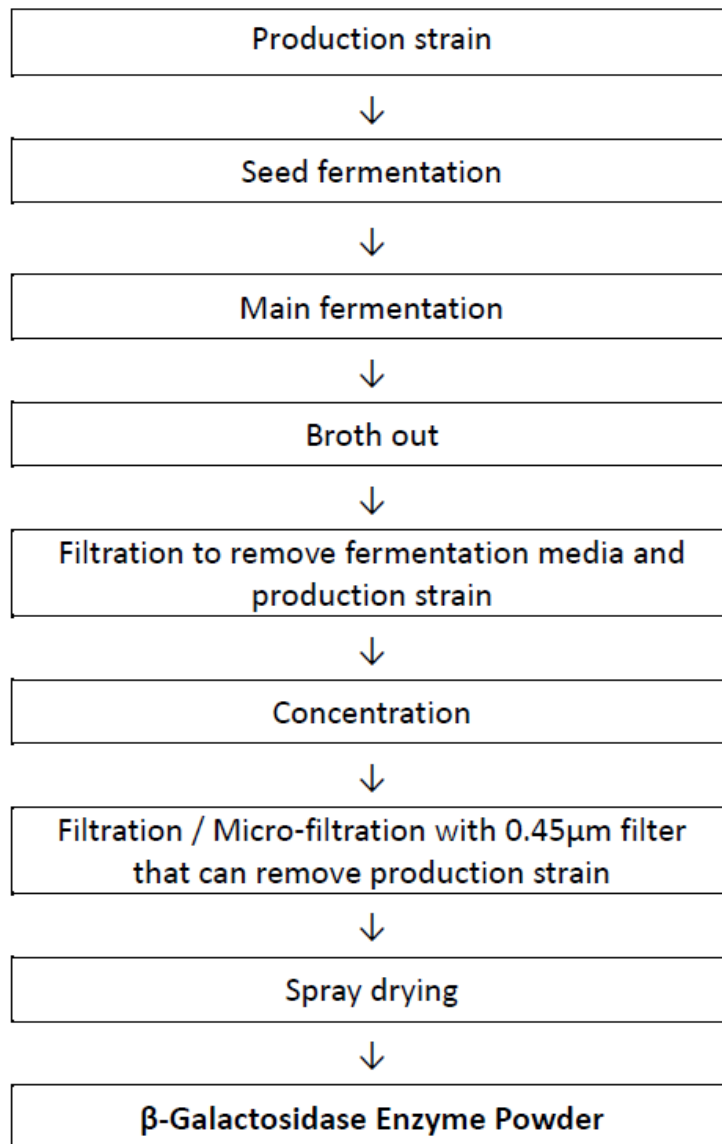 Production strain
↓
Seed fermentation
↓
Main fermentation
↓
Broth out
↓
Filtration to remove fermentation media and
production strain
↓
Concentration
↓
Filtration / Micro-filtration with 0.45µm filter
that can remove production strain
↓
Spray drying
↓
β-Galactosidase Enzyme Powder